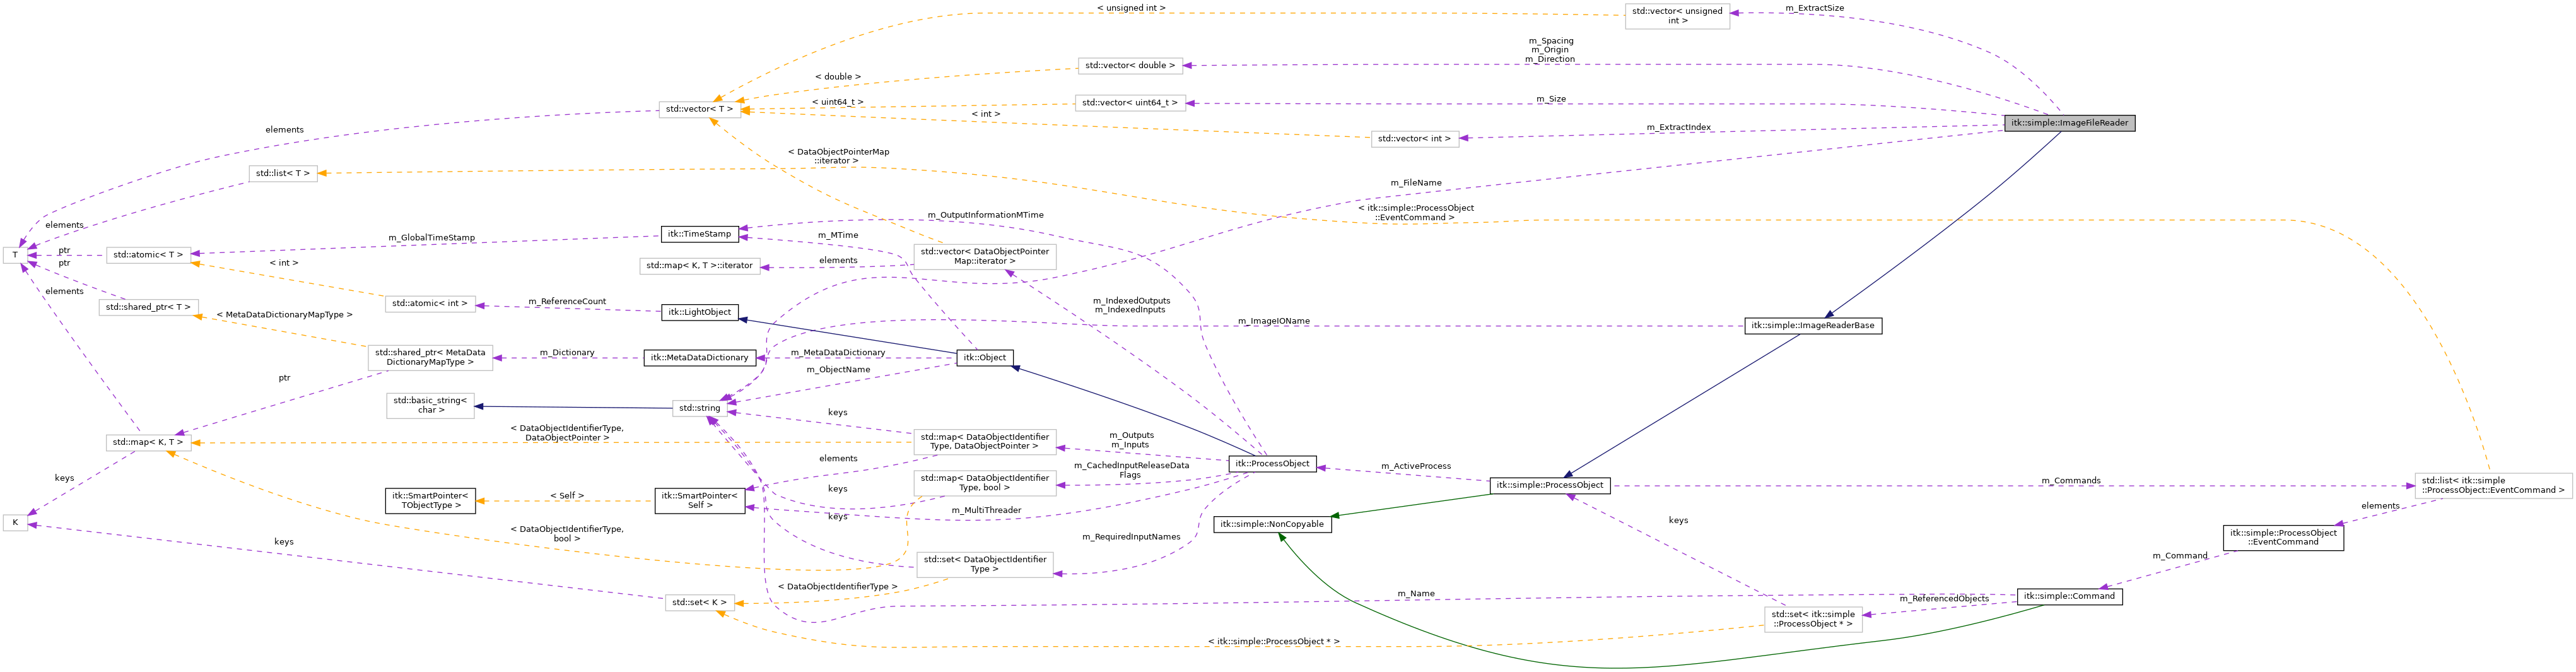 < unsigned int >
std::vector< unsigned
int >
m_ExtractSize
m_Spacing
m_Origin
m_Direction
std::vector< double >
< double >
std::vector< uint64_t >
< uint64_t >
m_Size
std::vector< T >
< int >
itk::simple::ImageFileReader
elements
m_ExtractIndex
std::vector< int >
< DataObjectPointerMap
::iterator >
std::list< T >
m_FileName
< itk::simple::ProcessObject
::EventCommand >
m_OutputInformationMTime
elements
itk::TimeStamp
m_MTime
m_GlobalTimeStamp
ptr
T
std::atomic< T >
std::vector< DataObjectPointer
Map::iterator >
elements
std::map< K, T >::iterator
< int >
ptr
elements
std::atomic< int >
m_ReferenceCount
m_IndexedOutputs
m_IndexedInputs
std::shared_ptr< T >
itk::LightObject
< MetaDataDictionaryMapType >
m_ImageIOName
itk::simple::ImageReaderBase
std::shared_ptr< MetaData
DictionaryMapType >
m_Dictionary
itk::MetaDataDictionary
m_MetaDataDictionary
itk::Object
m_ObjectName
ptr
std::basic_string<
char >
std::string
keys
< DataObjectIdentifierType,
DataObjectPointer >
std::map< K, T >
std::map< DataObjectIdentifier
Type, DataObjectPointer >
m_Outputs
m_Inputs
elements
itk::ProcessObject
m_ActiveProcess
m_CachedInputReleaseData
Flags
keys
std::map< DataObjectIdentifier
Type, bool >
keys
itk::simple::ProcessObject
m_Commands
std::list< itk::simple
::ProcessObject::EventCommand >
itk::SmartPointer<
TObjectType >
< Self >
itk::SmartPointer<
Self >
m_MultiThreader
K
keys
keys
itk::simple::NonCopyable
elements
< DataObjectIdentifierType,
bool >
keys
m_RequiredInputNames
itk::simple::ProcessObject
::EventCommand
m_Command
std::set< DataObjectIdentifier
Type >
< DataObjectIdentifierType >
std::set< K >
m_Name
m_ReferencedObjects
itk::simple::Command
std::set< itk::simple
::ProcessObject * >
< itk::simple::ProcessObject * >